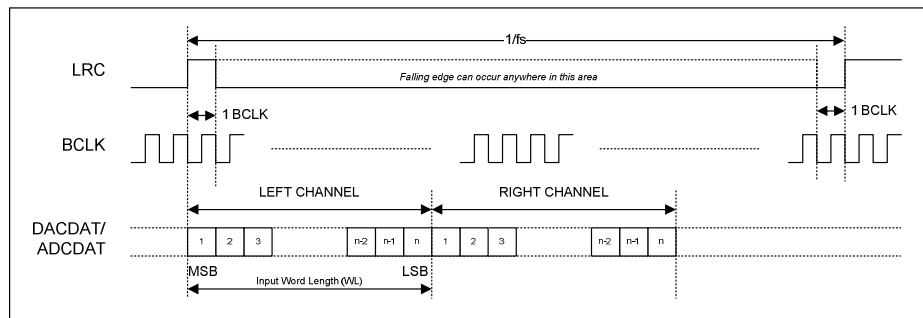 1/fs
LRC
Falling edge can occur anywhere in this area
1 BCLK
1 BCLK
BCLK
LEFT CHANNEL
RIGHT CHANNEL
DACDAT/
ADCDAT
1 2 3 n-2 n-1 n 1 2 3 n-2 n-1 n
MSB
LSB
Input Word Length (WL)